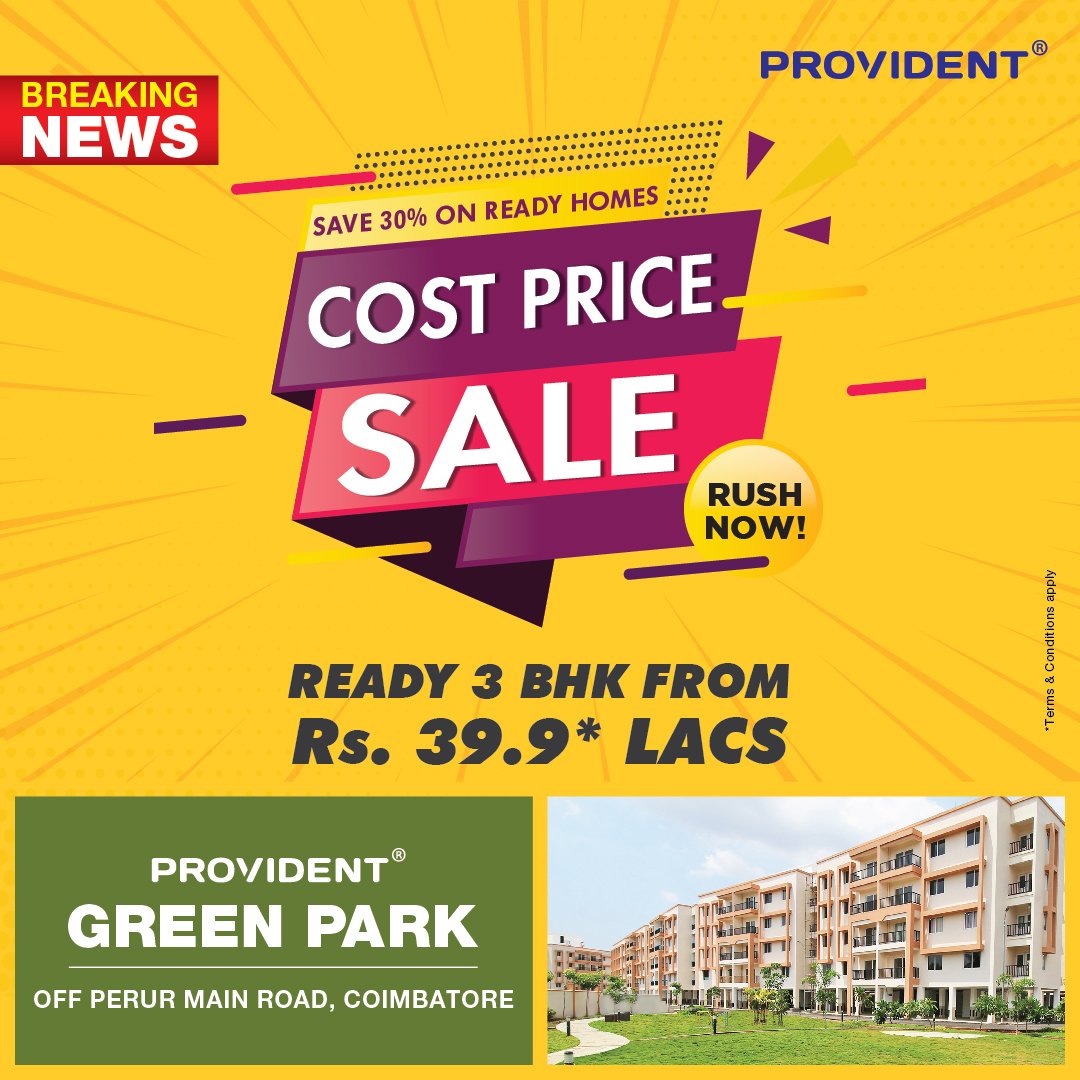 PROVIDENT®
BREAKING
NEWS
SAVE 30% ON READY HOMES
COST PRICE
SALE
RUSH
NOW!
*Terms & Conditions apply
READY 3 BHK FROM
Rs. 39.9* LACS
PROVIDENT®
GREEN PARK
OFF PERUR MAIN ROAD, COIMBATORE